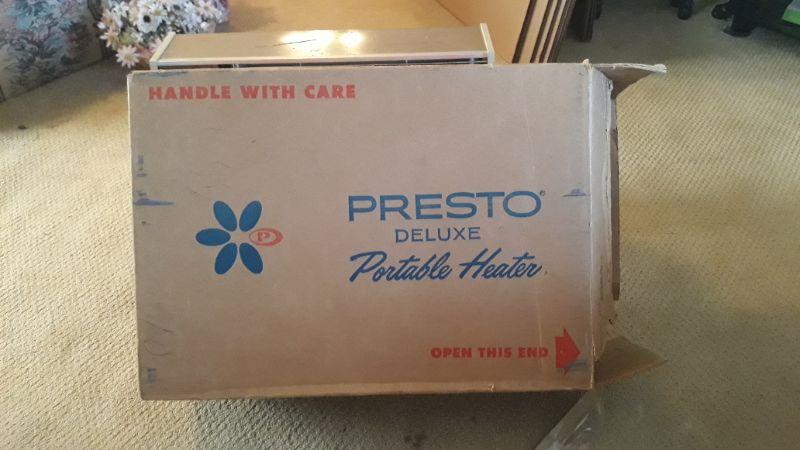 HANDLE WITH CARE
PRESTO®
DELUXE
P
Portable Heater
OPEN THIS END